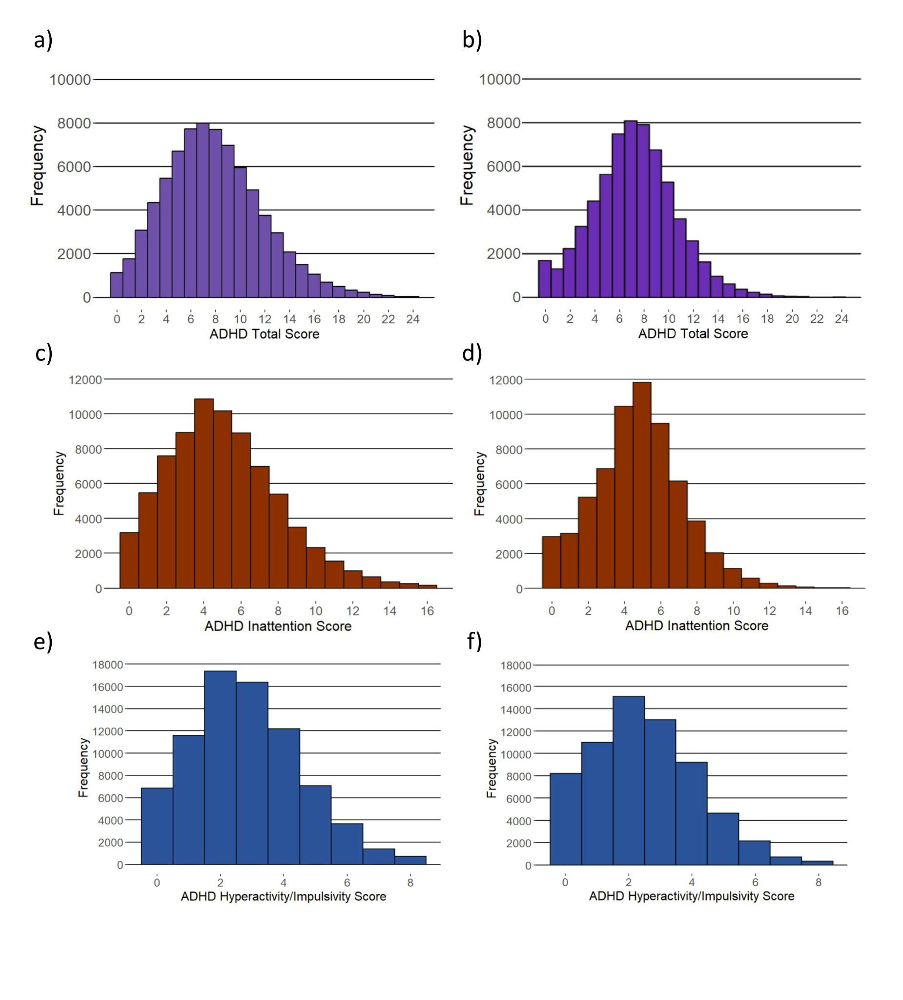 a)
10000
8000
6000
4000
2000
0
Frequency
0 2 4 6 8 10 12 14 16 18 20 22 24
ADHD Total Score
b)
10000
8000
6000
4000
2000
0
Frequency
0 2 4 6 8 10 12 14 16 18 20 22 24
ADHD Total Score
c)
12000
10000
8000
6000
4000
2000
0
Frequency
0 2 4 6 8 10 12 14 16
ADHD Inattention Score
d)
12000
10000
8000
6000
4000
2000
0
Frequency
0 2 4 6 8 10 12 14 16
ADHD Inattention Score
e)
18000
16000
14000
12000
10000
8000
6000
4000
2000
0
Frequency
0 2 4 6 8
ADHD Hyperactivity/Impulsivity Score
f)
18000
16000
14000
12000
10000
8000
6000
4000
2000
0
Frequency
0 2 4 6 8
ADHD Hyperactivity/Impulsivity Score